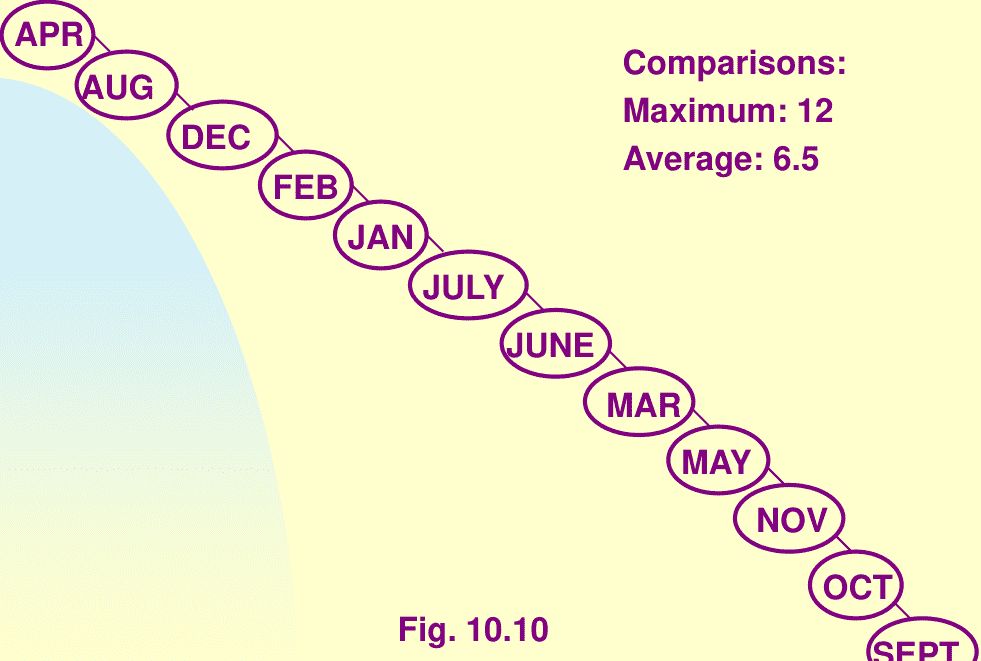 APR
AUG
DEC
FEB
JAN
JULY
JUNE
MAR
MAY
NOV
OCT
SEPT
Comparisons:
Maximum: 12
Average: 6.5
Fig. 10.10